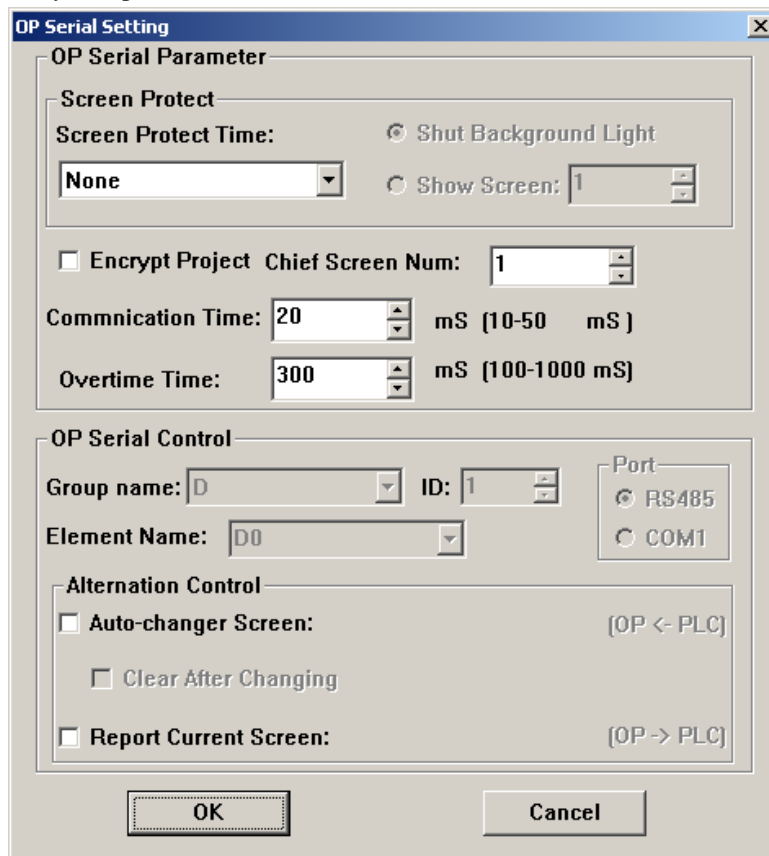 OP Serial Setting
OP Serial Parameter
Screen Protect
Screen Protect Time:
Shut Background Light
None
Show Screen: 1
Encrypt Project Chief Screen Num: 1
Commnication Time: 20 mS (10-50 mS )
Overtime Time: 300 mS (100-1000 mS)
OP Serial Control
Group name: D ID: 1
Port
RS485
Element Name: D0
COM1
Alternation Control
Auto-changer Screen: (OP <- PLC)
Clear After Changing
Report Current Screen: (OP -> PLC)
OK Cancel